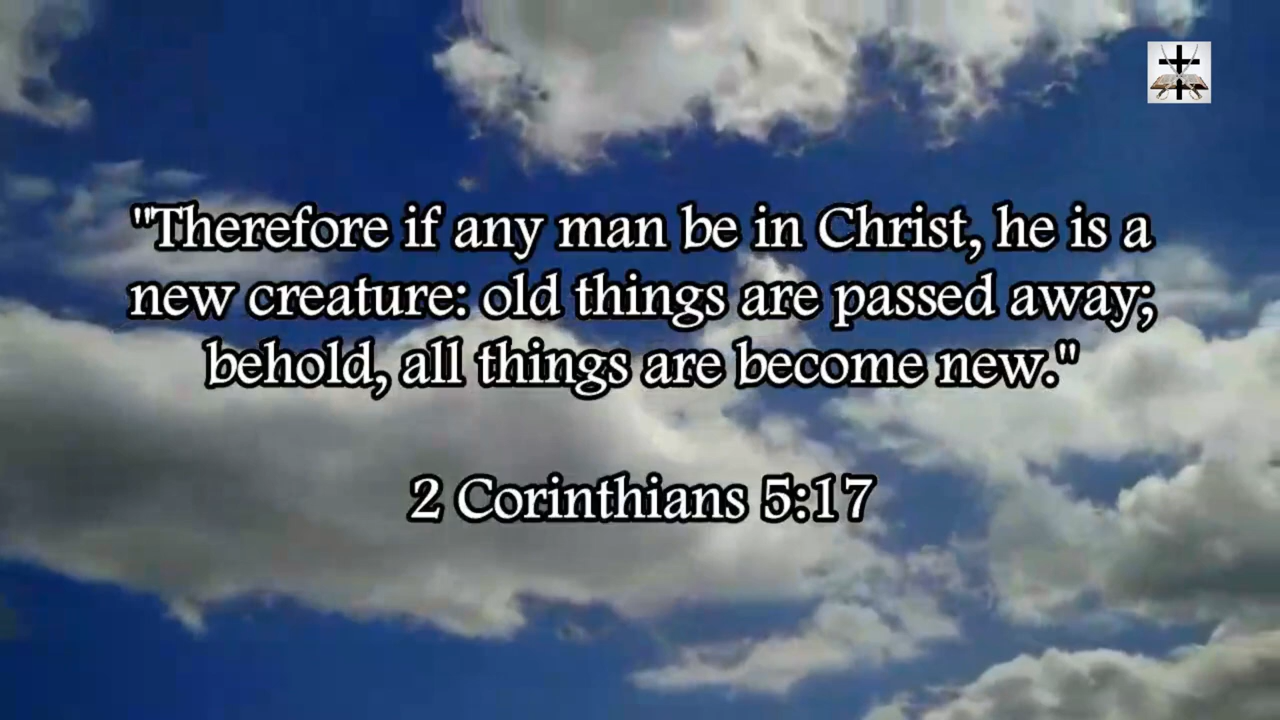 "Therefore if any man be in Christ, he is a
new creature: old things are passed away;
behold, all things are become new."
2 Corinthians 5:17